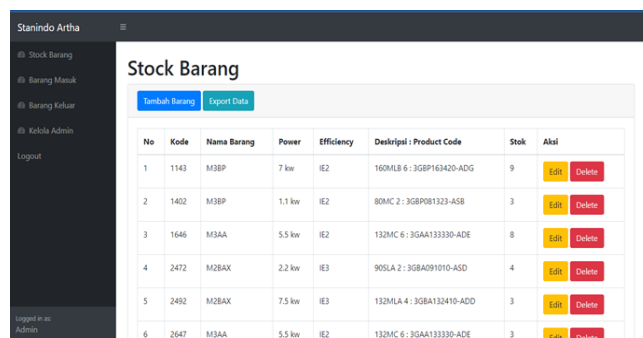 Stanindo Artha
Stock Barang
Barang Masuk
Barang Keluar
Kelola Admin
Logout
Logged in as:
Admin
Stock Barang
Tambah Barang Export Data
No Kode Nama Barang Power Efficiency Deskripsi : Product Code Stok Aksi
1 1143 M3BP 7 kw IE2 160MLB 6 : 3GBP163420-ADG 9 Edit Delete
2 1402 M3BP 1.1 kw IE2 80MC 2 : 3GBP081323-ASB 3 Edit Delete
3 1646 M3AA 5.5 kw IE2 132MC 6 : 3GAA133330-ADE 8 Edit Delete
4 2472 M2BAX 2.2 kw IE3 90SLA 2 : 3GBA091010-ASD 4 Edit Delete
5 2492 M2BAX 7.5 kw IE3 132MLA 4 : 3GBA132410-ADD 3 Edit Delete
6 2647 M3AA 5.5 kw IE2 132MC 6 : 3GAA133330-ADE 3 Edit Delete